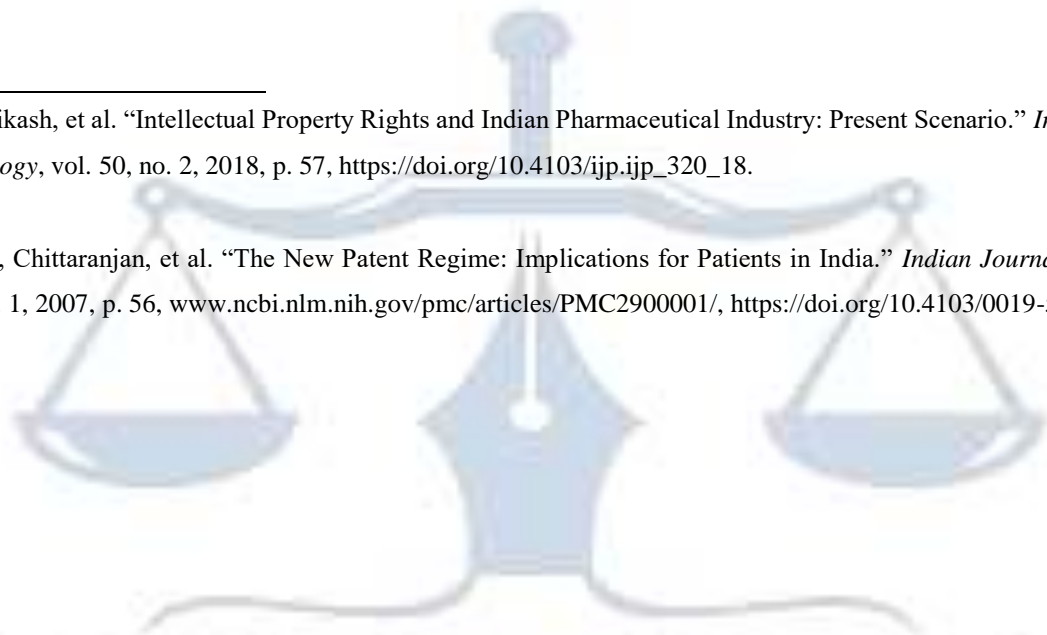 ikash, et al. “Intellectual Property Rights and Indian Pharmaceutical Industry: Present Scenario.” In
ogy, vol. 50, no. 2, 2018, p. 57, https://doi.org/10.4103/ijp.ijp_320_18.
, Chittaranjan, et al. “The New Patent Regime: Implications for Patients in India.” Indian Journa
1, 2007, p. 56, www.ncbi.nlm.nih.gov/pmc/articles/PMC2900001/, https://doi.org/10.4103/0019-